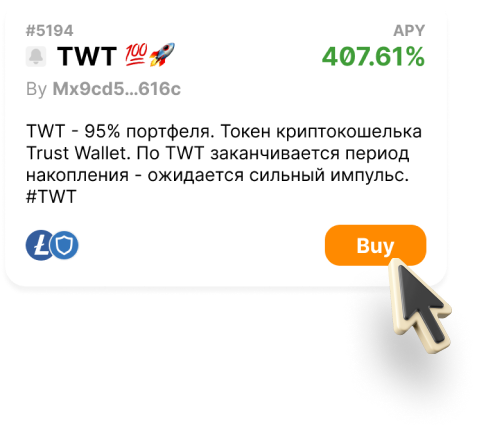 #5194
APY
TWT 💯🚀
407.61%
By Mx9cd5...616c
TWT - 95% портфеля. Токен криптокошелька
Trust Wallet. По TWT заканчивается период
накопления - ожидается сильный импульс.
#TWT
Buy